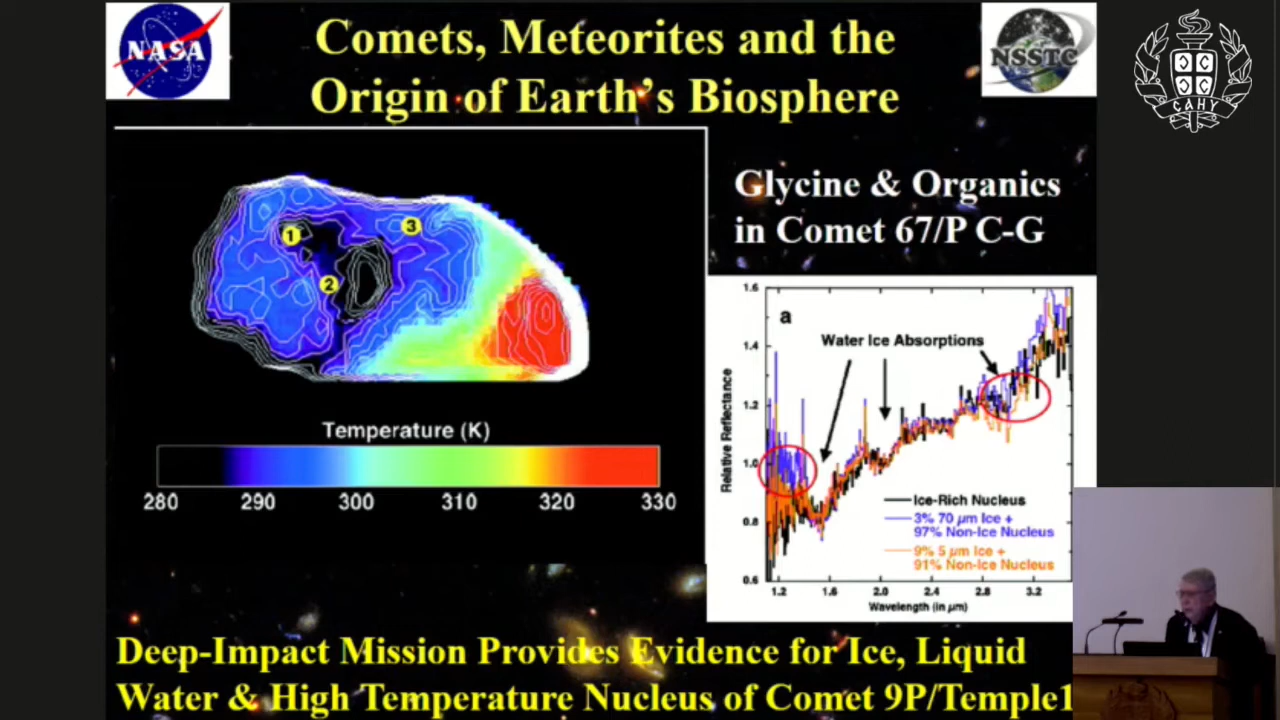 NASA
Comets, Meteorites and the
Origin of Earth's Biosphere
NSSTC
САНУ
Glycine & Organics
in Comet 67/P C-G
1
3
2
Temperature (K)
280 290 300 310 320 330
a
Water Ice Absorptions
Relative Reflectance
1.6
1.4
1.2
1.0
0.8
0.6
Ice-Rich Nucleus
3% 70 µm Ice +
97% Non-Ice Nucleus
9% 5 µm Ice +
91% Non-Ice Nucleus
1.2 1.6 2.0 2.4 2.8 3.2
Wavelength (in µm)
Deep-Impact Mission Provides Evidence for Ice, Liquid
Water & High Temperature Nucleus of Comet 9P/Temple1